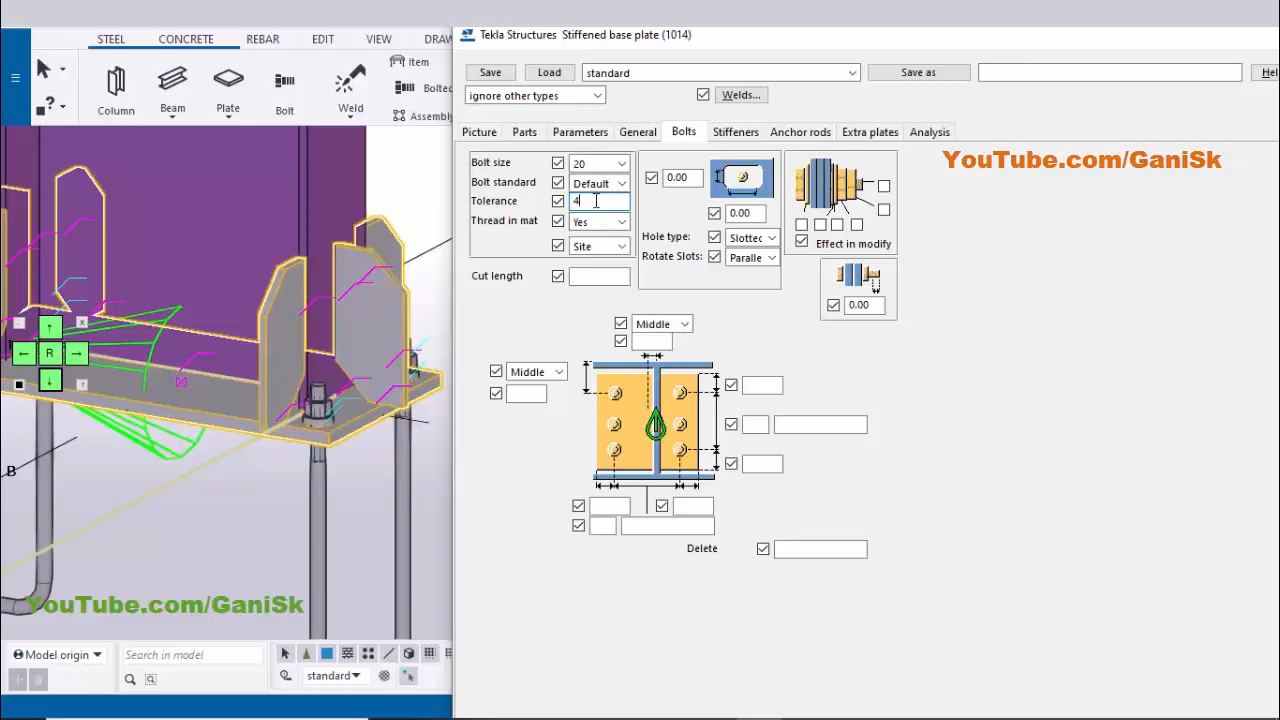 Tekla Structures Stiffened base plate (1014)
STEEL CONCRETE REBAR EDIT VIEW DRAW
Save Load standard Save as Hel
ignore other types Welds...
Column Beam Plate Bolt Weld
Item
Bolted
Assembly
Picture Parts Parameters General Bolts Stiffeners Anchor rods Extra plates Analysis
YouTube.com/GaniSk
Bolt size 20
Bolt standard Default
Tolerance 4
Thread in mat Yes
Site
Cut length
0.00
0.00
Hole type: Slotted
Rotate Slots: Paralle
Effect in modify
0.00
Middle
Middle
Delete
R
B
YouTube.com/GaniSk
Model origin Search in model
standard